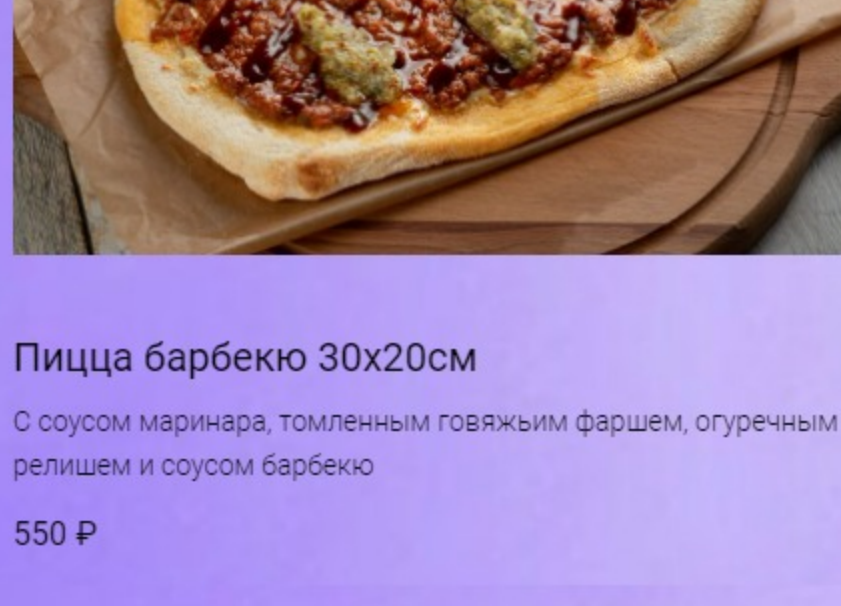 Пицца барбекю 30х20см
С соусом маринара, томленным говяжьим фаршем, огуречным
релишем и соусом барбекю
550 ₽